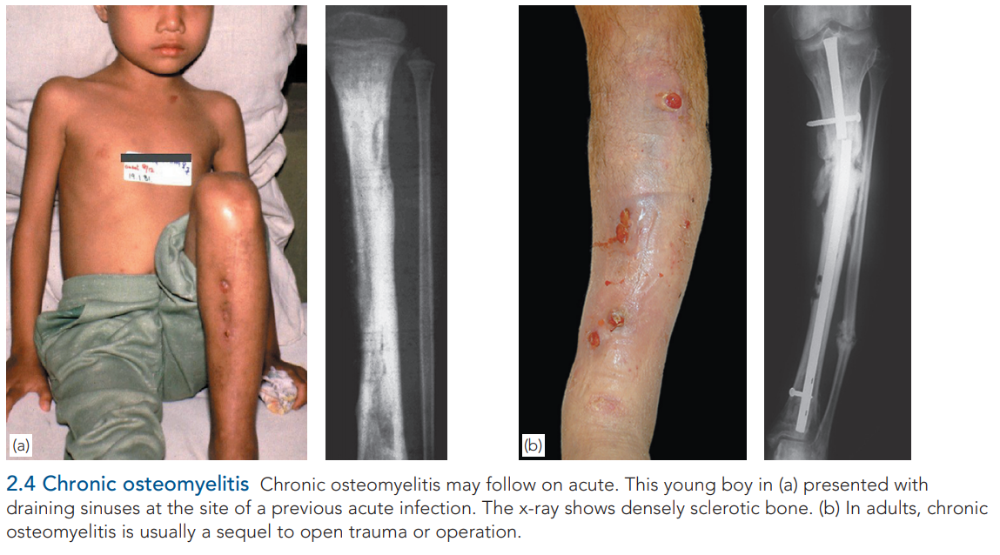 19.1.81
(a)
(b)
2.4 Chronic osteomyelitis Chronic osteomyelitis may follow on acute. This young boy in (a) presented with
draining sinuses at the site of a previous acute infection. The x-ray shows densely sclerotic bone. (b) In adults, chronic
osteomyelitis is usually a sequel to open trauma or operation.